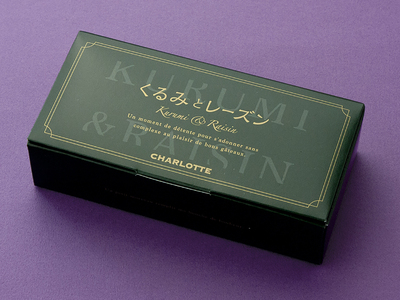 KURUMI
くるみとレーズン
Kurumi & Raisin
& RAISIN
Un moment de détente pout s'adonner sans
complexe au plaisir de bons gâteaux
CHARLOTTE